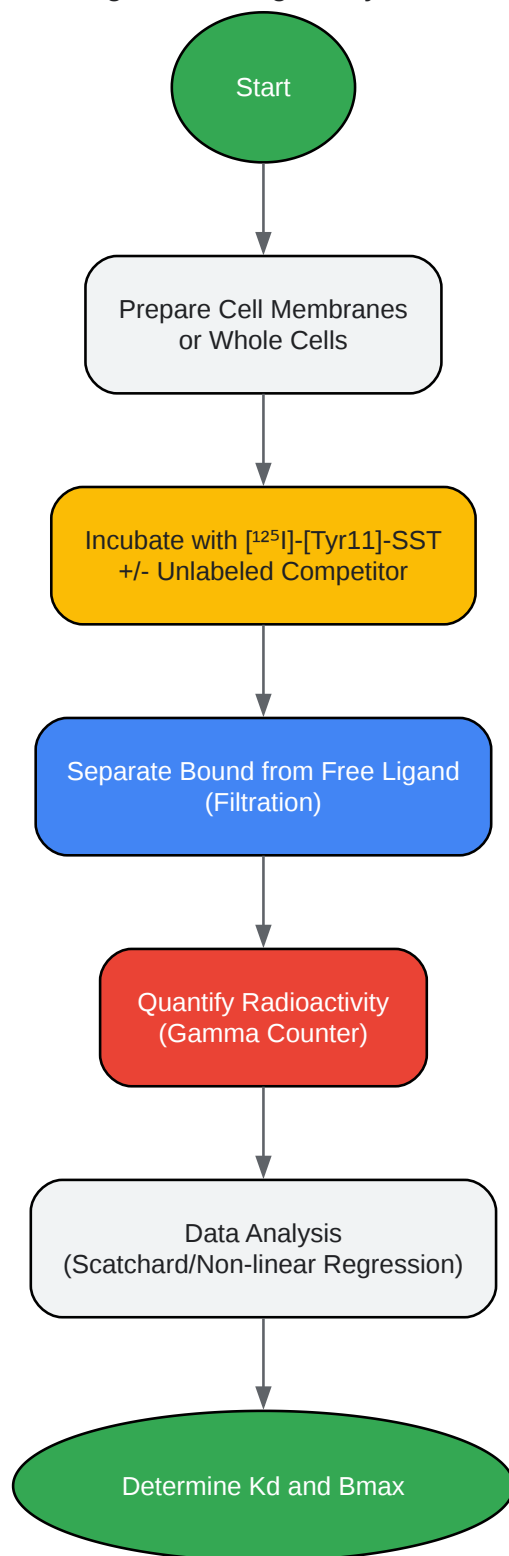 Start
Prepare Cell Membranes
or Whole Cells
Incubate with [¹²⁵I]-[Tyr11]-SST
+/- Unlabeled Competitor
Separate Bound from Free Ligand
(Filtration)
Quantify Radioactivity
(Gamma Counter)
Data Analysis
(Scatchard/Non-linear Regression)
Determine Kd and Bmax